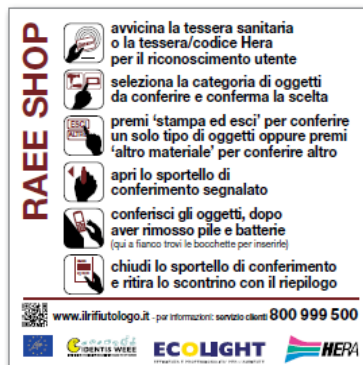 RAEE SHOP
avvicina la tessera sanitaria
o la tessera/codice Hera
per il riconoscimento utente
seleziona la categoria di oggetti
da conferire e conferma la scelta
ESCI
ALTRO
premi ‘stampa ed esci’ per conferire
un solo tipo di oggetti oppure premi
‘altro materiale’ per conferire altro
apri lo sportello di
conferimento segnalato
conferisci gli oggetti, dopo
aver rimosso pile e batterie
(qui a fianco trovi le bocchette per inserirle)
chiudi lo sportello di conferimento
e ritira lo scontrino con il riepilogo
www.ilrifiutologo.it - per informazioni: servizio clienti 800 999 500
IDENTIS WEEE
ECOLIGHT
HERA